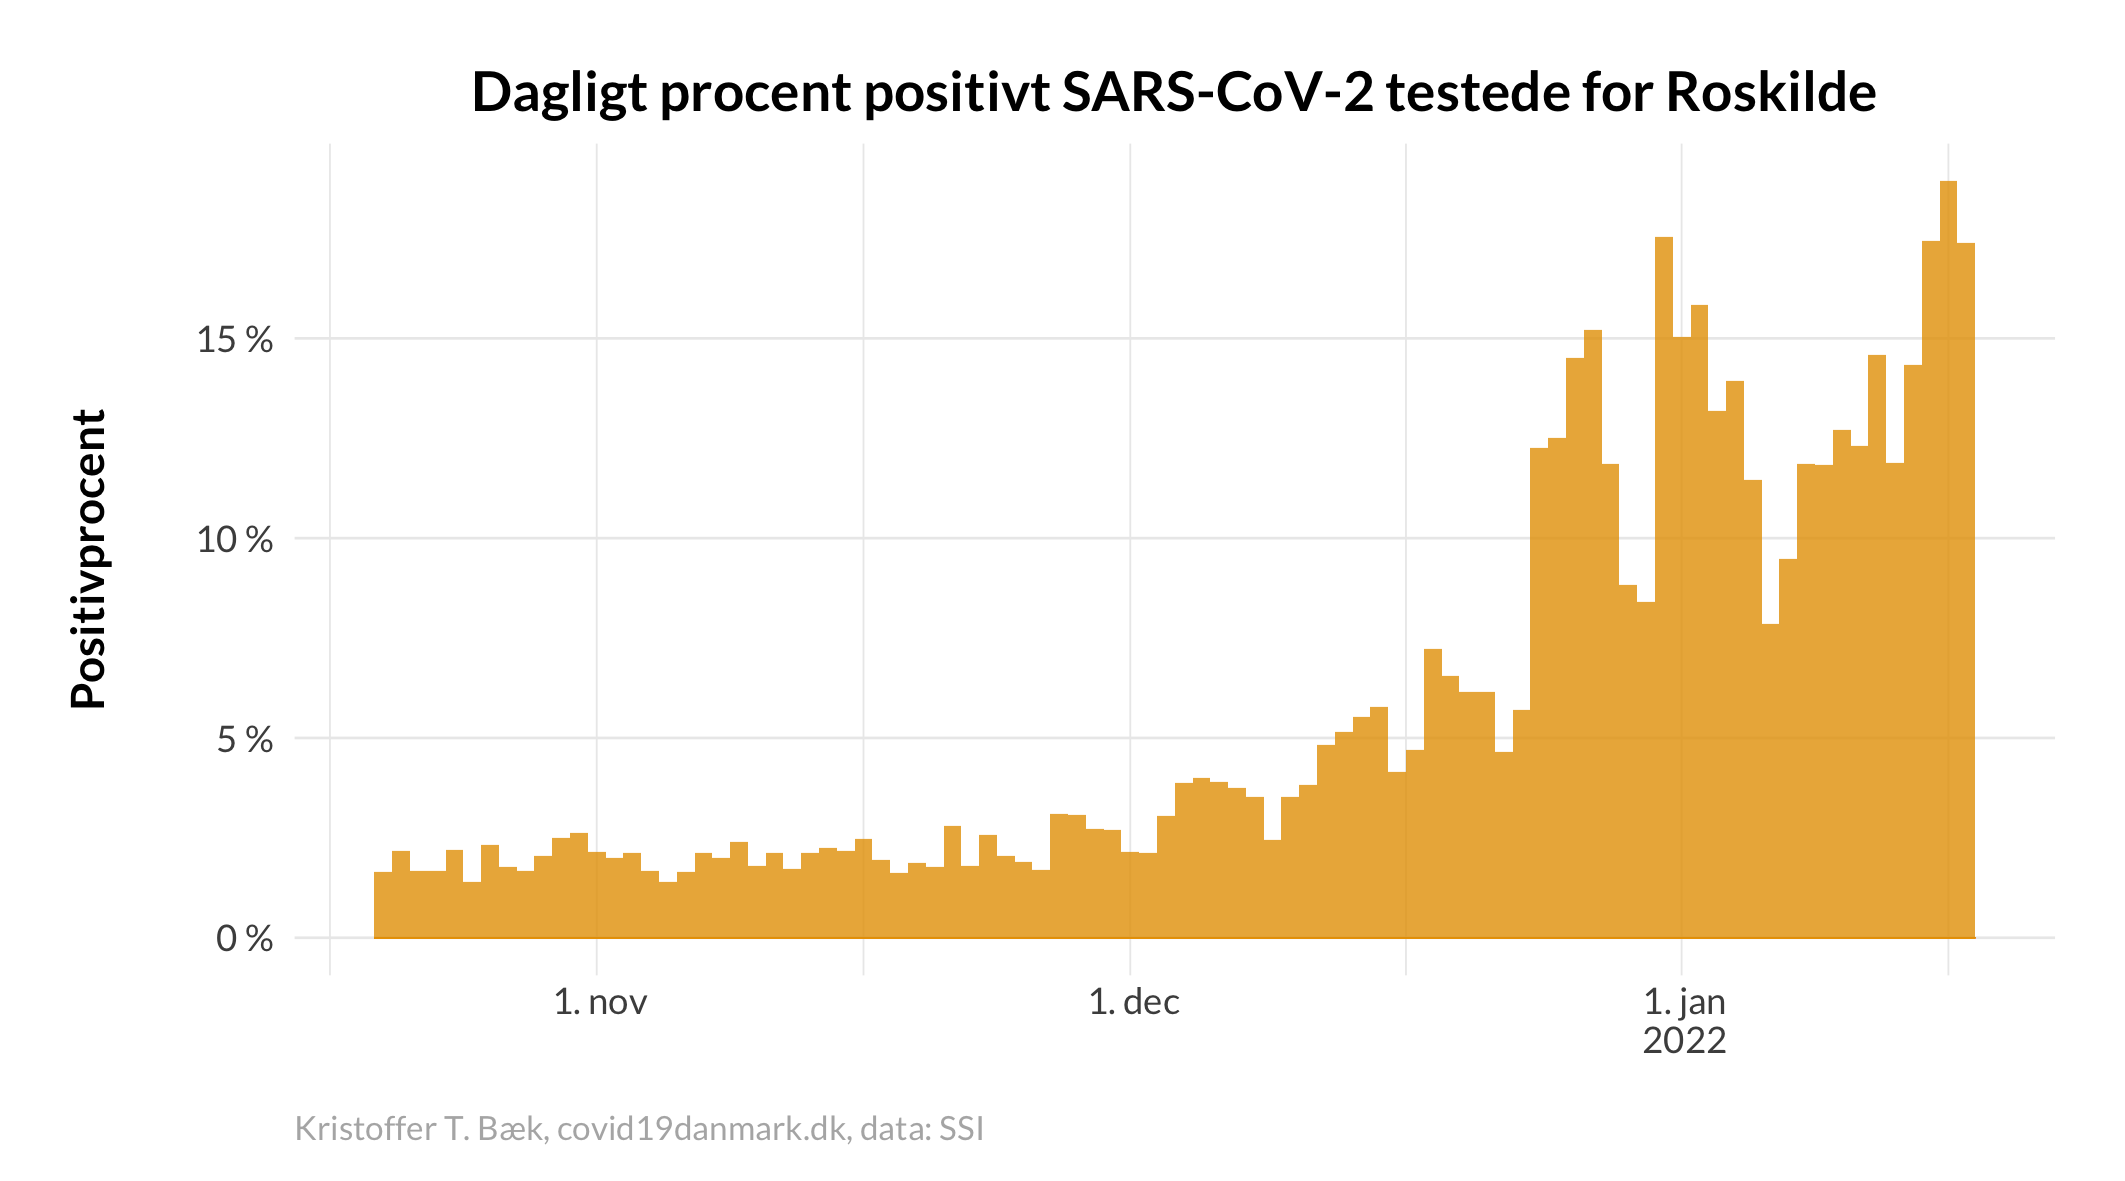 Dagligt procent positivt SARS-CoV-2 testede for Roskilde
Positivprocent
15 %
10 %
5 %
0 %
1. nov
1. dec
1. jan
2022
Kristoffer T. Bæk, covid19danmark.dk, data: SSI